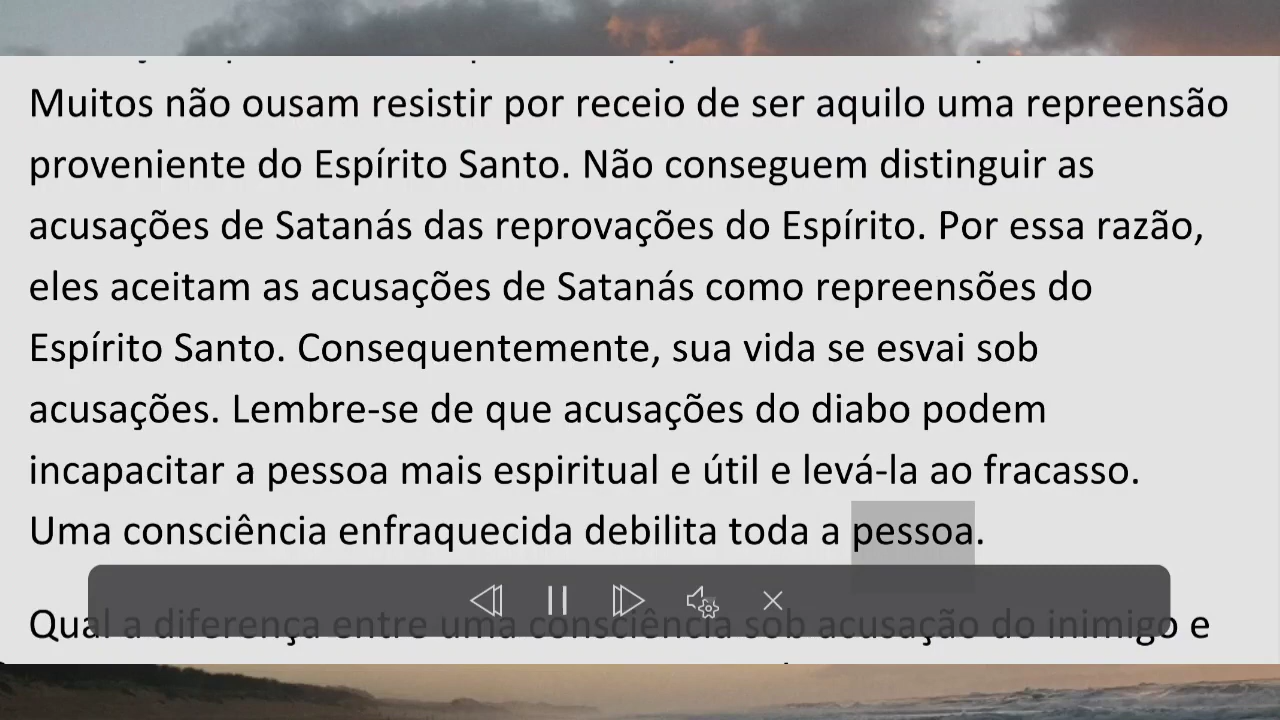 Muitos não ousam resistir por receio de ser aquilo uma repreensão
proveniente do Espírito Santo. Não conseguem distinguir as
acusações de Satanás das reprovações do Espírito. Por essa razão,
eles aceitam as acusações de Satanás como repreensões do
Espírito Santo. Consequentemente, sua vida se esvai sob
acusações. Lembre-se de que acusações do diabo podem
incapacitar a pessoa mais espiritual e útil e levá-la ao fracasso.
Uma consciência enfraquecida debilita toda a pessoa.
Qual a diferença entre uma consciência sob acusação do inimigo e